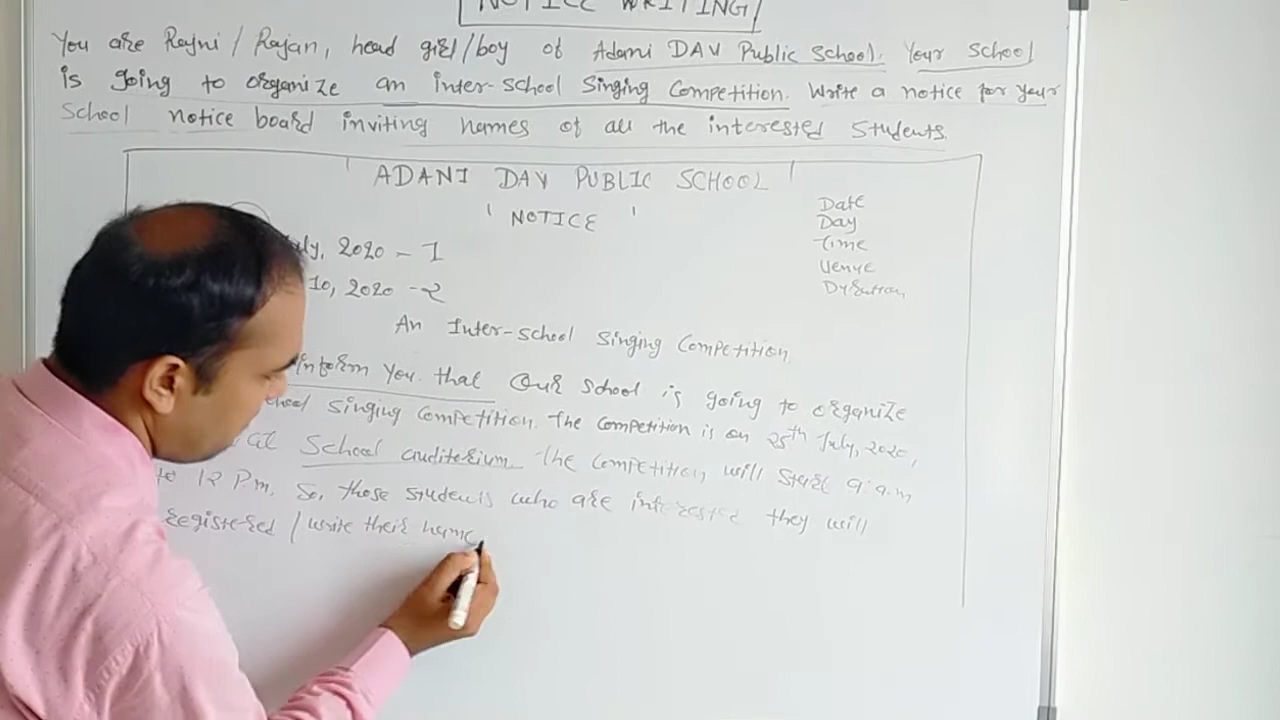 NOTICE WRITING
You are Rajni / Rajan, head girl/boy of Adani DAV Public School. Your School
is going to organize an inter-school Singing Competition. Write a notice for your
School notice board inviting names of all the interested Students.
ADANI DAV PUBLIC SCHOOL
NOTICE
Date
Day
Time
Venue
Duration
July, 2020 - 1
10, 2020 - 2
An Inter-school Singing Competition
inform you that Our school is going to organize
Singing Competition. The competition is on 25th July, 2020,
at School auditorium. The Competition will start 9 a.m
to 12 P.m. So, those students who are interested they will
registered / write their name